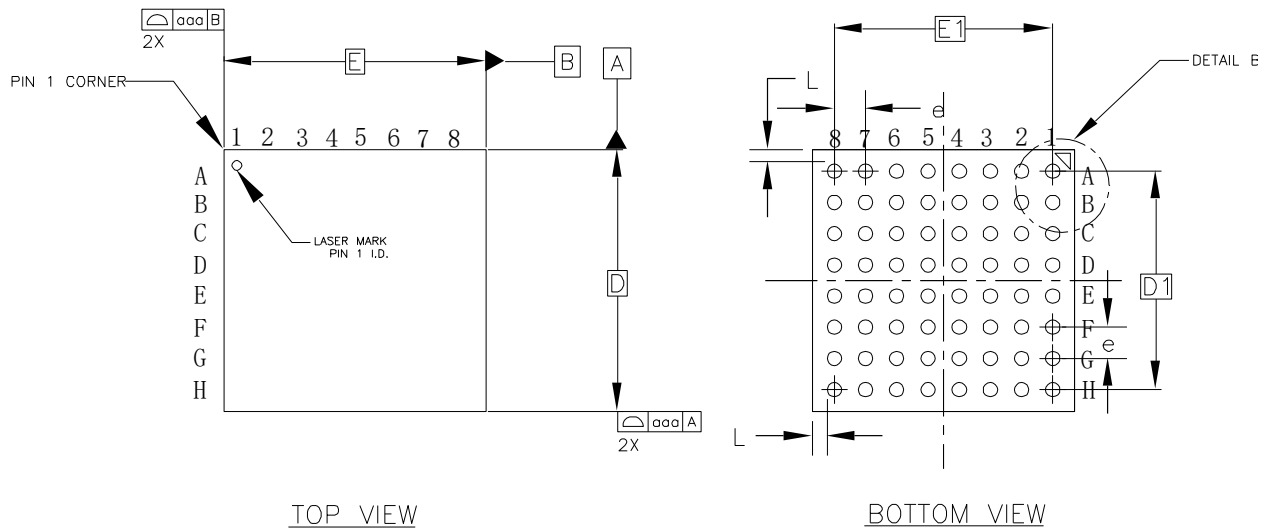 aaa B
2X
E
B
A
PIN 1 CORNER
1 2 3 4 5 6 7 8
A
B
C
D
E
F
G
H
LASER MARK
PIN 1 I.D.
D
aaa A
2X
TOP VIEW
E1
DETAIL B
L
e
8 7 6 5 4 3 2 1
A
B
C
D
E
F
G
H
D1
e
L
BOTTOM VIEW